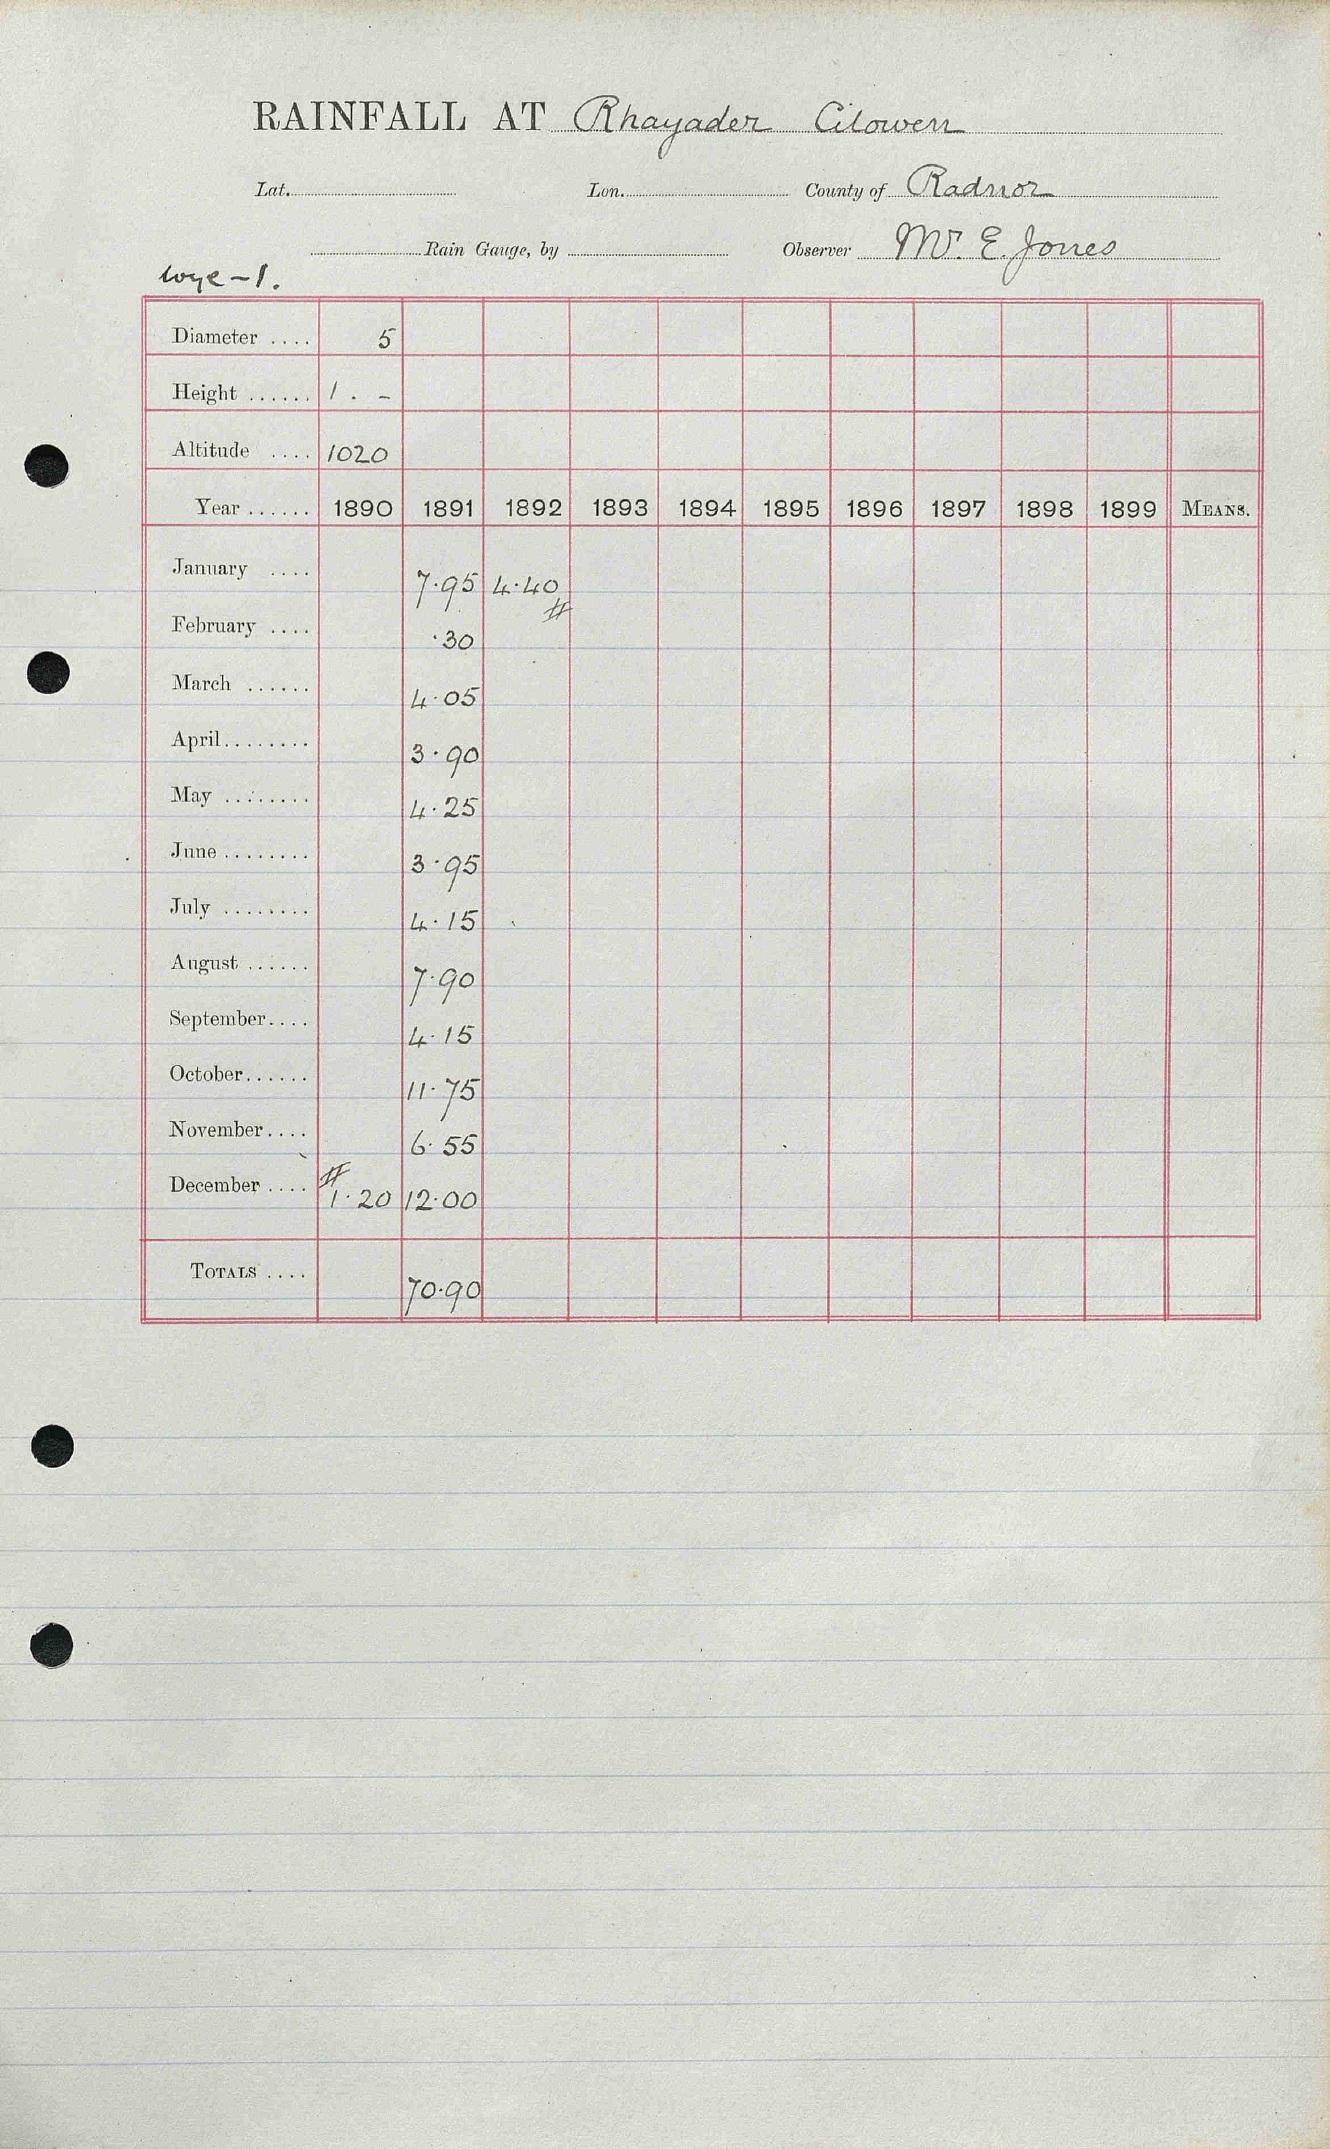 RAINFALL AT Rhayader Cilowen
Lat. Lon. County of Radnor
Rain Gauge, by Observer Mr. E. Jones
Wye-1.
Diameter .... 5
Height ...... 1 . -
Altitude .... 1020
Year ...... 1890 1891 1892 1893 1894 1895 1896 1897 1898 1899 MEANS.
January .... 7.95 4.40 #
February .... .30
March ...... 4.05
April........ 3.90
May ........ 4.25
June ........ 3.95
July ........ 4.15
August ...... 7.90
September.... 4.15
October...... 11.75
November.... 6.55
December .... # 1.20 12.00
TOTALS .... 70.90